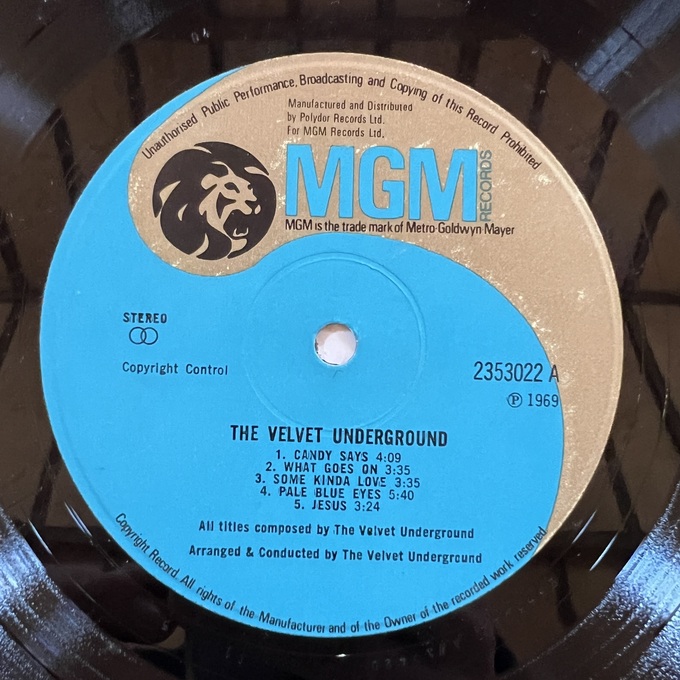 Unauthorised Public Performance, Broadcasting and Copying of this Record Prohibited
Manufactured and Distributed
by Polydor Records Ltd.
For MGM Records Ltd.
MGM
RECORDS
MGM is the trade mark of Metro-Goldwyn Mayer
STEREO
Copyright Control
2353022 A
℗ 1969
THE VELVET UNDERGROUND
1. CANDY SAYS 4:09
2. WHAT GOES ON 3:35
3. SOME KINDA LOVE 3:35
4. PALE BLUE EYES 5:40
5. JESUS 3:24
All titles composed by The Velvet Underground
Arranged & Conducted by The Velvet Underground
Copyright Record. All rights of the Manufacturer and of the Owner of the recorded work reserved